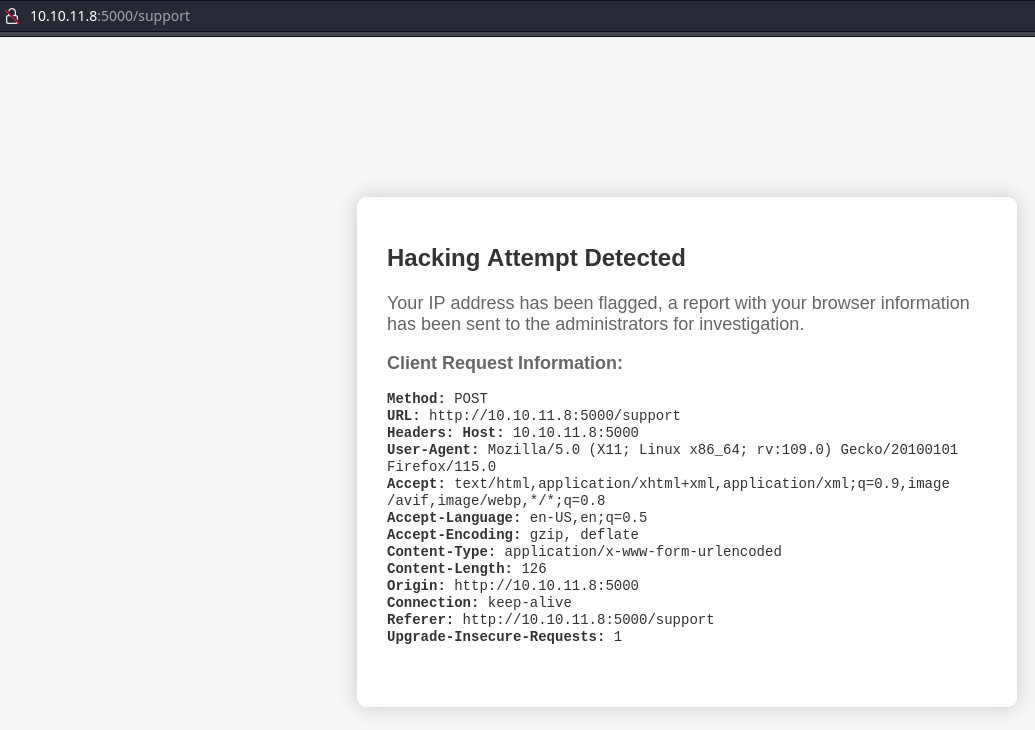 10.10.11.8:5000/support
Hacking Attempt Detected
Your IP address has been flagged, a report with your browser information
has been sent to the administrators for investigation.
Client Request Information:
Method: POST
URL: http://10.10.11.8:5000/support
Headers: Host: 10.10.11.8:5000
User-Agent: Mozilla/5.0 (X11; Linux x86_64; rv:109.0) Gecko/20100101
Firefox/115.0
Accept: text/html,application/xhtml+xml,application/xml;q=0.9,image
/avif,image/webp,*/*;q=0.8
Accept-Language: en-US,en;q=0.5
Accept-Encoding: gzip, deflate
Content-Type: application/x-www-form-urlencoded
Content-Length: 126
Origin: http://10.10.11.8:5000
Connection: keep-alive
Referer: http://10.10.11.8:5000/support
Upgrade-Insecure-Requests: 1